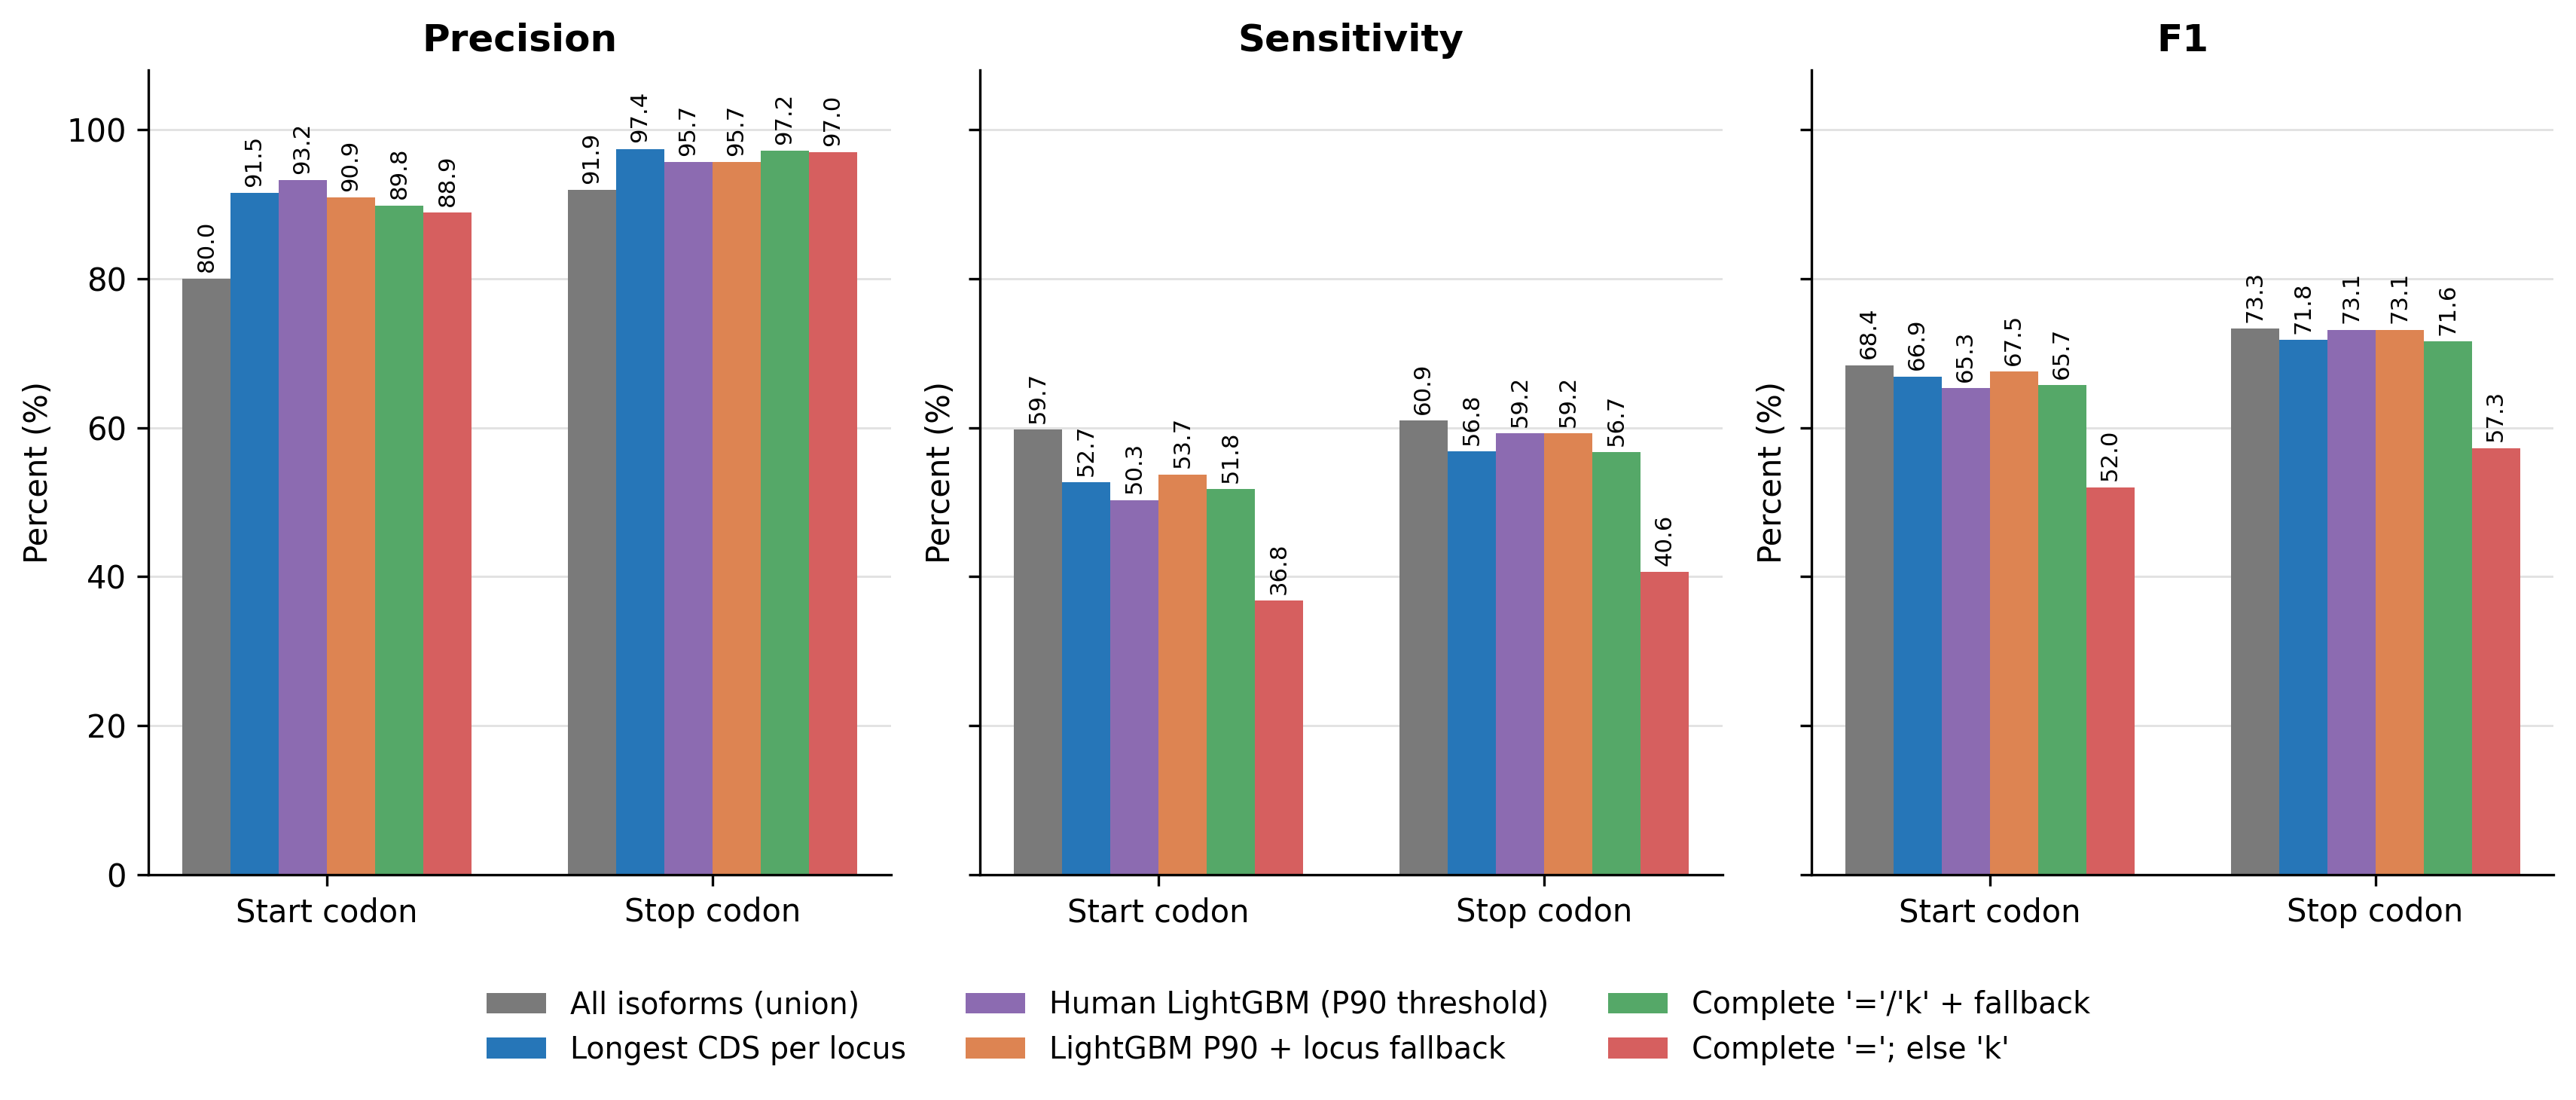 Precision
Percent (%)
100
80
60
40
20
0
80.0
91.5
93.2
90.9
89.8
88.9
91.9
97.4
95.7
95.7
97.2
97.0
Start codon
Stop codon
Sensitivity
Percent (%)
59.7
52.7
50.3
53.7
51.8
36.8
60.9
56.8
59.2
59.2
56.7
40.6
Start codon
Stop codon
F1
Percent (%)
68.4
66.9
65.3
67.5
65.7
52.0
73.3
71.8
73.1
73.1
71.6
57.3
Start codon
Stop codon
All isoforms (union)
Longest CDS per locus
Human LightGBM (P90 threshold)
LightGBM P90 + locus fallback
Complete '='/'k' + fallback
Complete '='; else 'k'